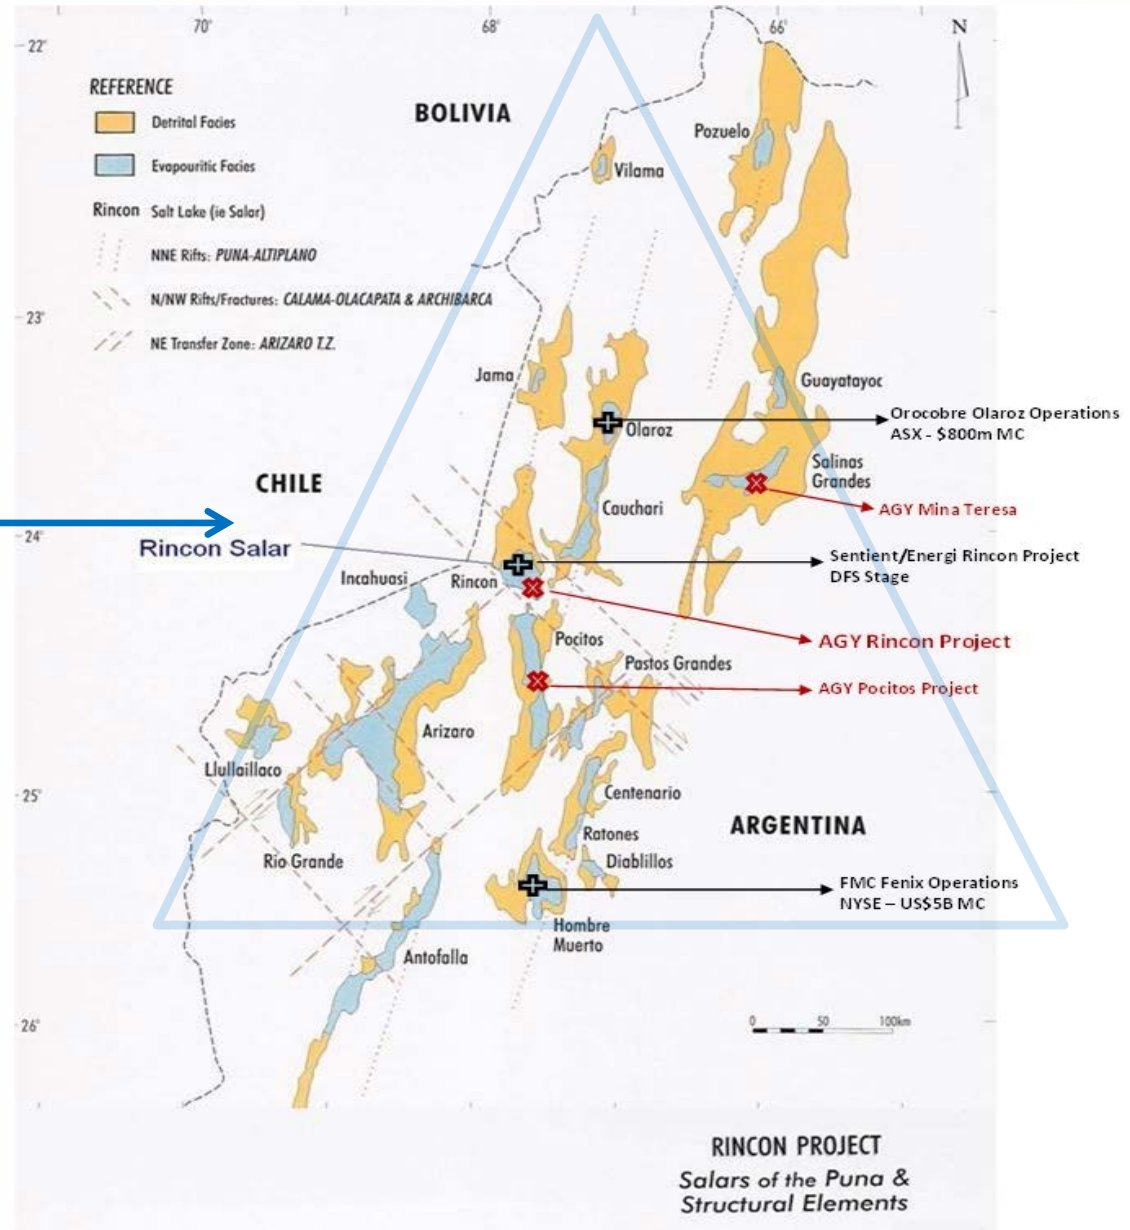 70°
68°
66°
22°
N
REFERENCE
Detrital Facies
Evapouritic Facies
Rincon Salt Lake (ie Salar)
NNE Rifts: PUNA-ALTIPLANO
N/NW Rifts/Fractures: CALAMA-OLACAPATA & ARCHIBARCA
NE Transfer Zone: ARIZARO T.Z.
BOLIVIA
Pozuelo
Vilama
23°
Jama
Guayatayoc
Olaroz
Orocobre Olaroz Operations
ASX - $800m MC
Salinas
Grandes
CHILE
Cauchari
AGY Mina Teresa
24°
Rincon Salar
Sentient/Energi Rincon Project
DFS Stage
Incahuasi
Rincon
Pocitos
AGY Rincon Project
Pastos Grandes
AGY Pocitos Project
Arizaro
Llullaillaco
25°
Centenario
ARGENTINA
Ratones
Rio Grande
Diablillos
FMC Fenix Operations
NYSE – US$5B MC
Hombre
Muerto
Antofalla
26°
0 50 100km
RINCON PROJECT
Salars of the Puna &
Structural Elements